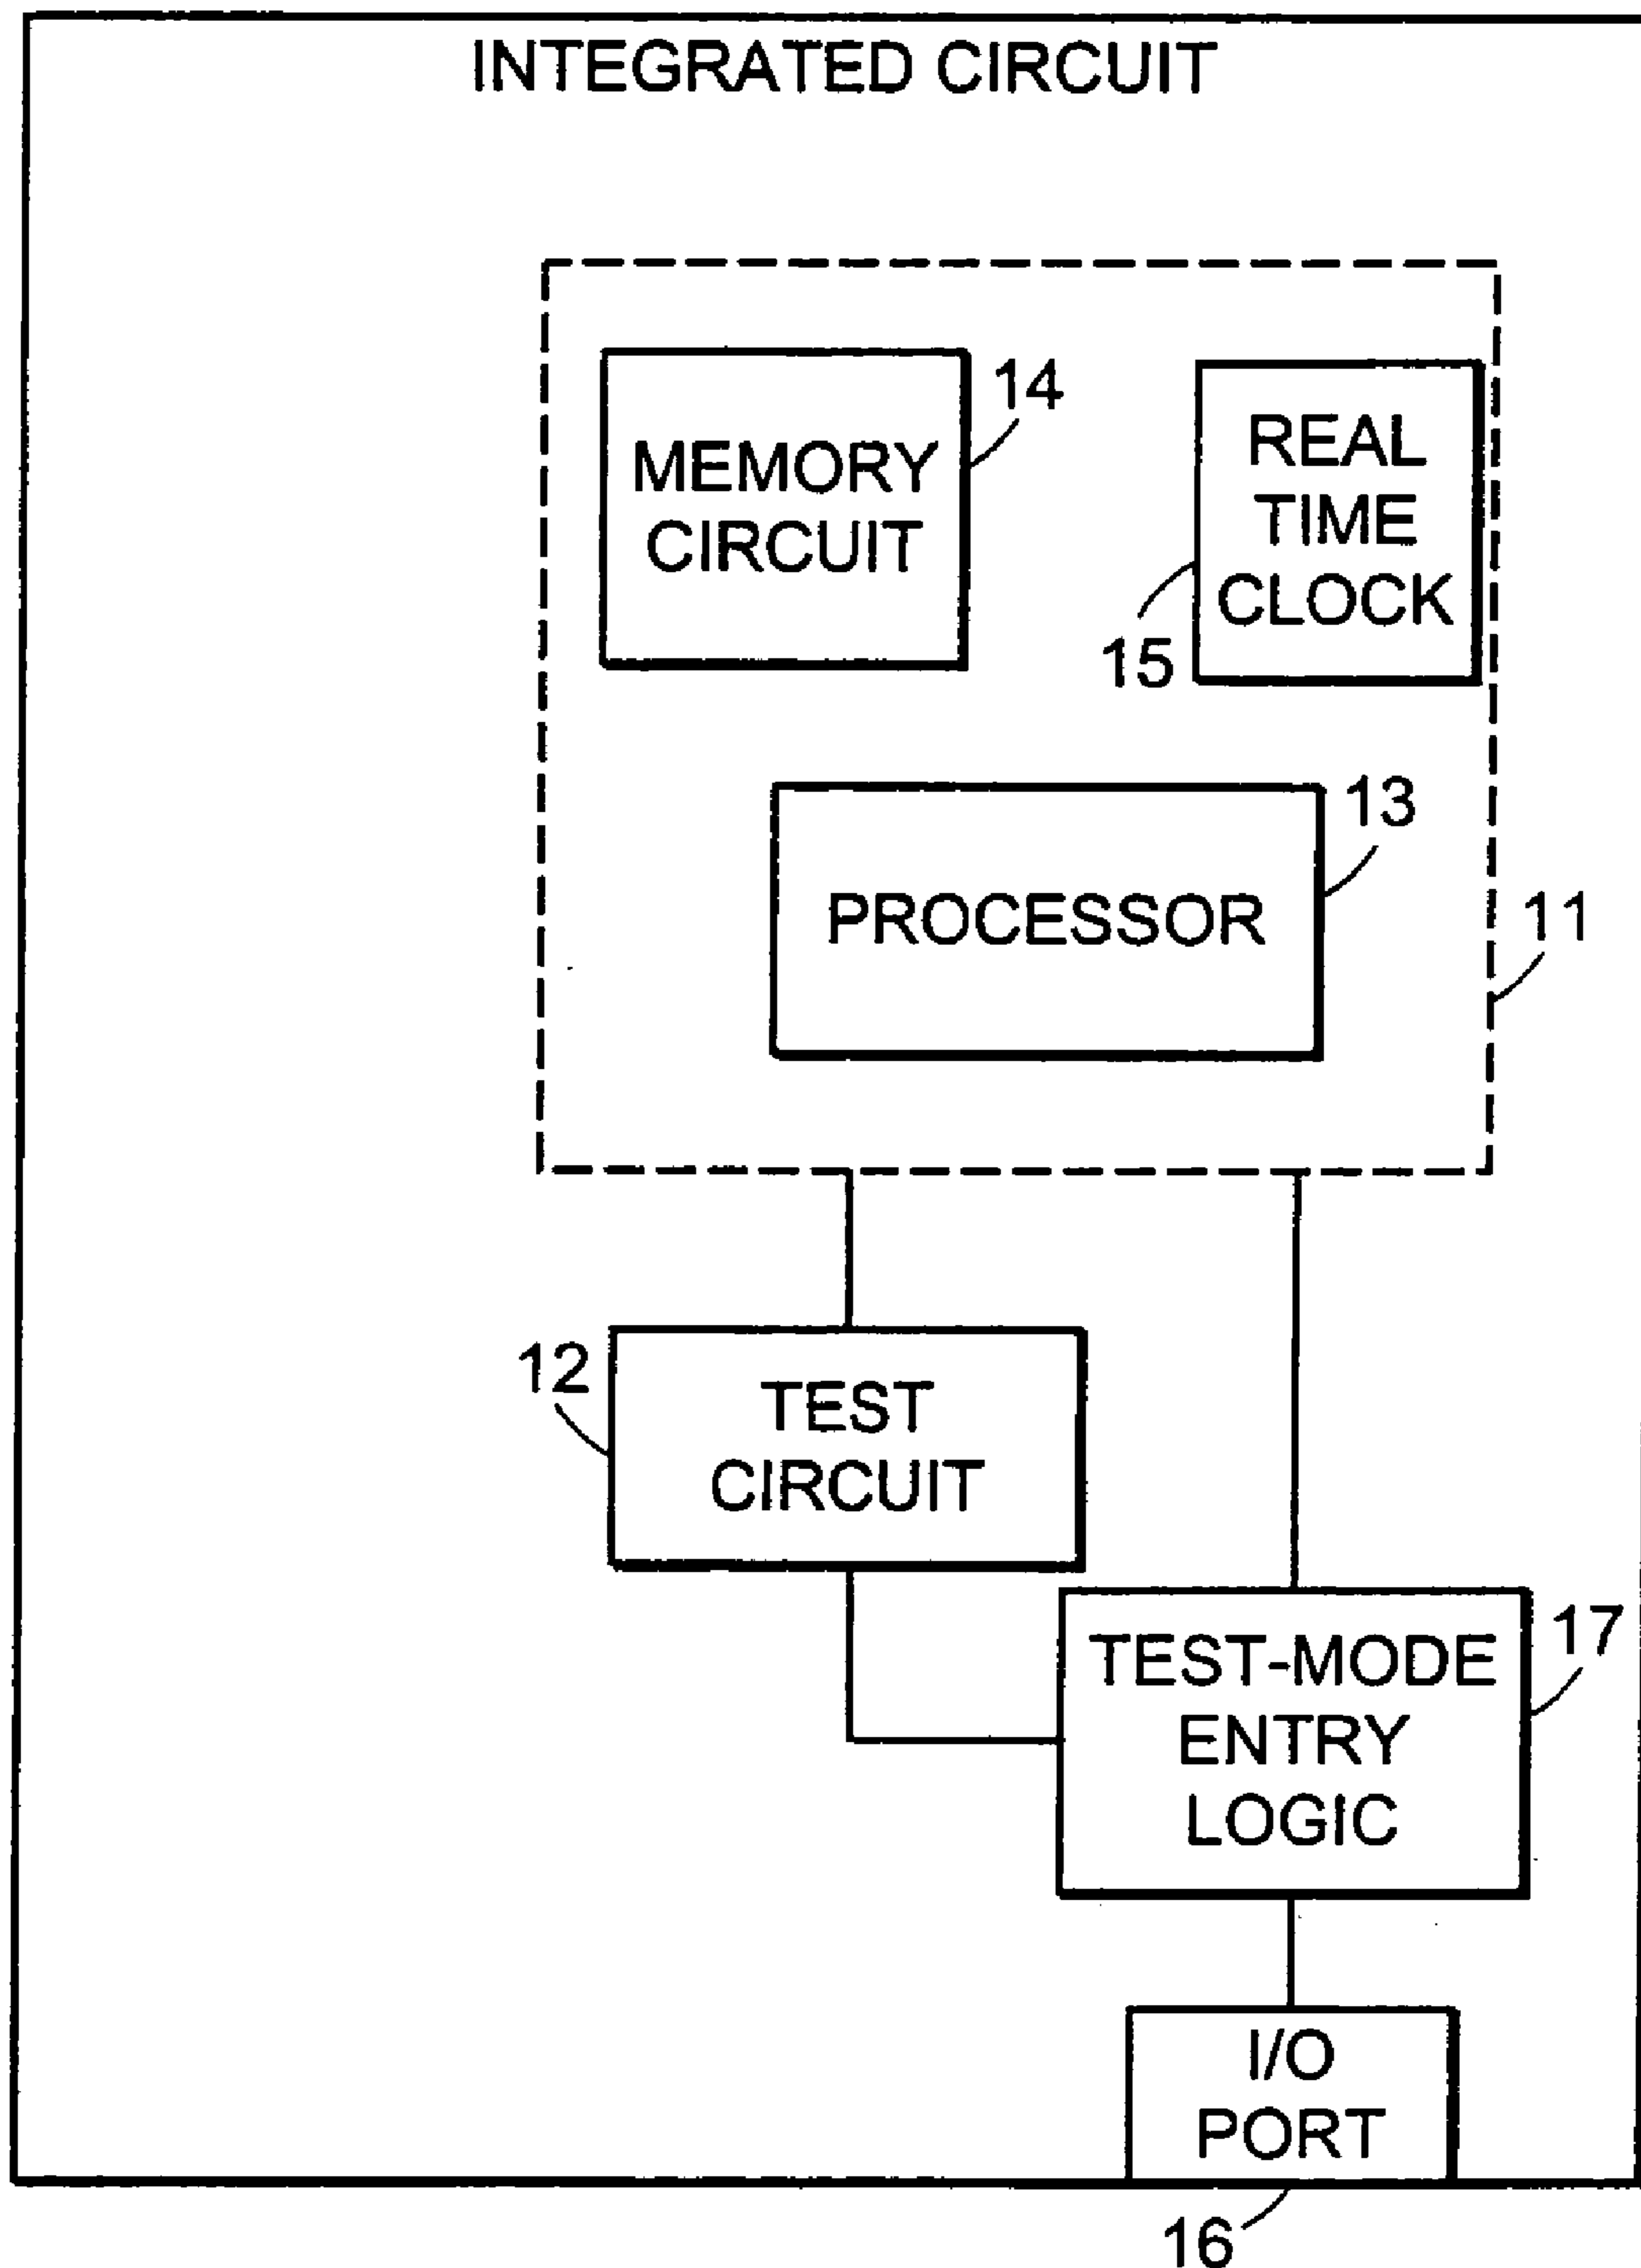 INTEGRATED CIRCUIT
14
MEMORY
CIRCUIT
REAL
TIME
CLOCK
15
13
PROCESSOR
11
12
TEST
CIRCUIT
17
TEST-MODE
ENTRY
LOGIC
I/O
PORT
16